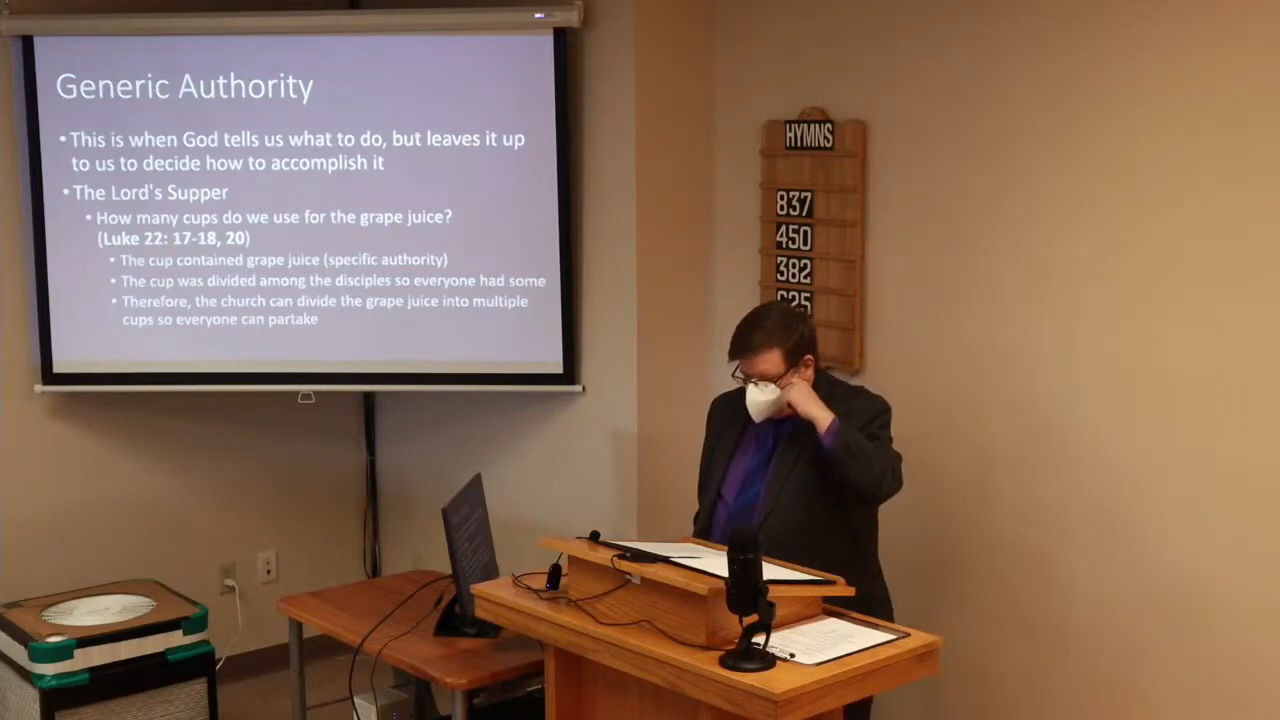 Generic Authority
• This is when God tells us what to do, but leaves it up
to us to decide how to accomplish it
• The Lord's Supper
• How many cups do we use for the grape juice?
(Luke 22: 17-18, 20)
• The cup contained grape juice (specific authority)
• The cup was divided among the disciples so everyone had some
• Therefore, the church can divide the grape juice into multiple
cups so everyone can partake
HYMNS
837
450
382
625